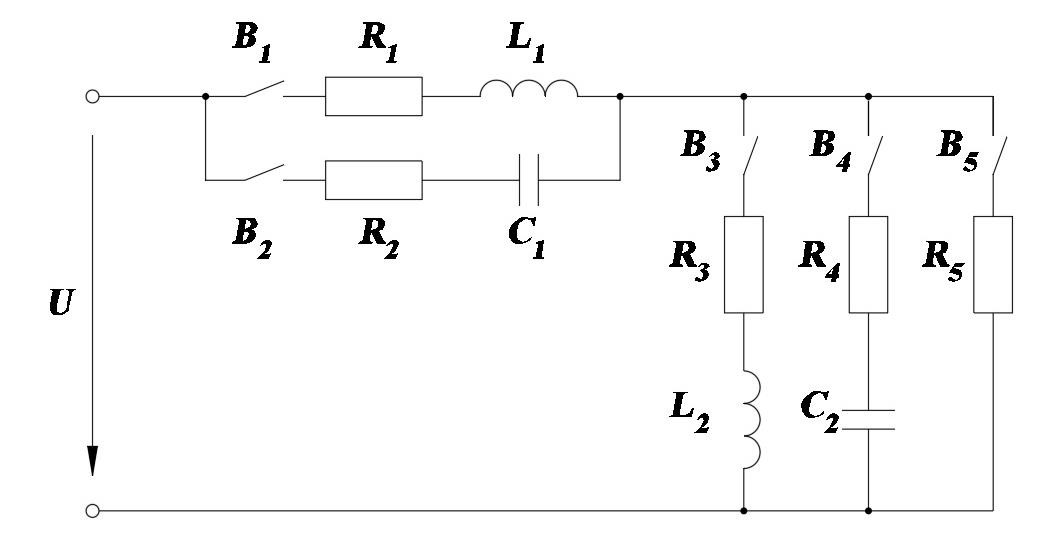 B1 R1 L1
B2 R2 C1
B3 B4 B5
R3 R4 R5
U
L2 C2